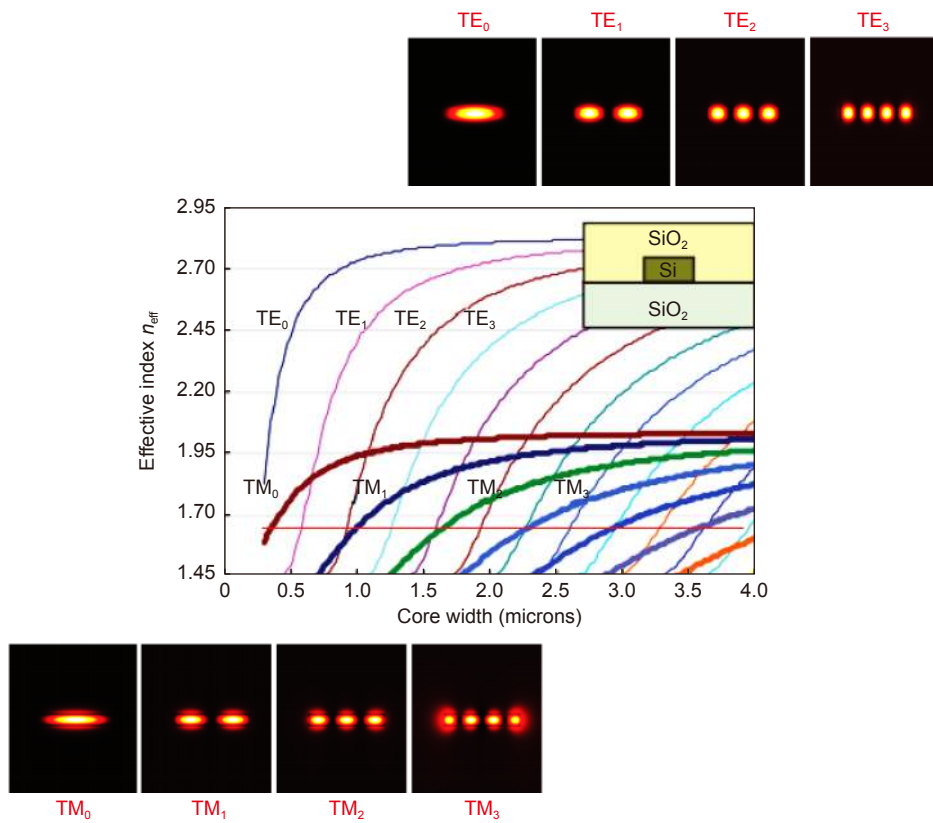 TE₀ TE₁ TE₂ TE₃
2.95
2.70
2.45
2.20
1.95
1.70
1.45
Effective index n_eff
SiO₂
Si
SiO₂
TE₀ TE₁ TE₂ TE₃
TM₀ TM₁ TM₂ TM₃
0 0.5 1.0 1.5 2.0 2.5 3.0 3.5 4.0
Core width (microns)
TM₀ TM₁ TM₂ TM₃